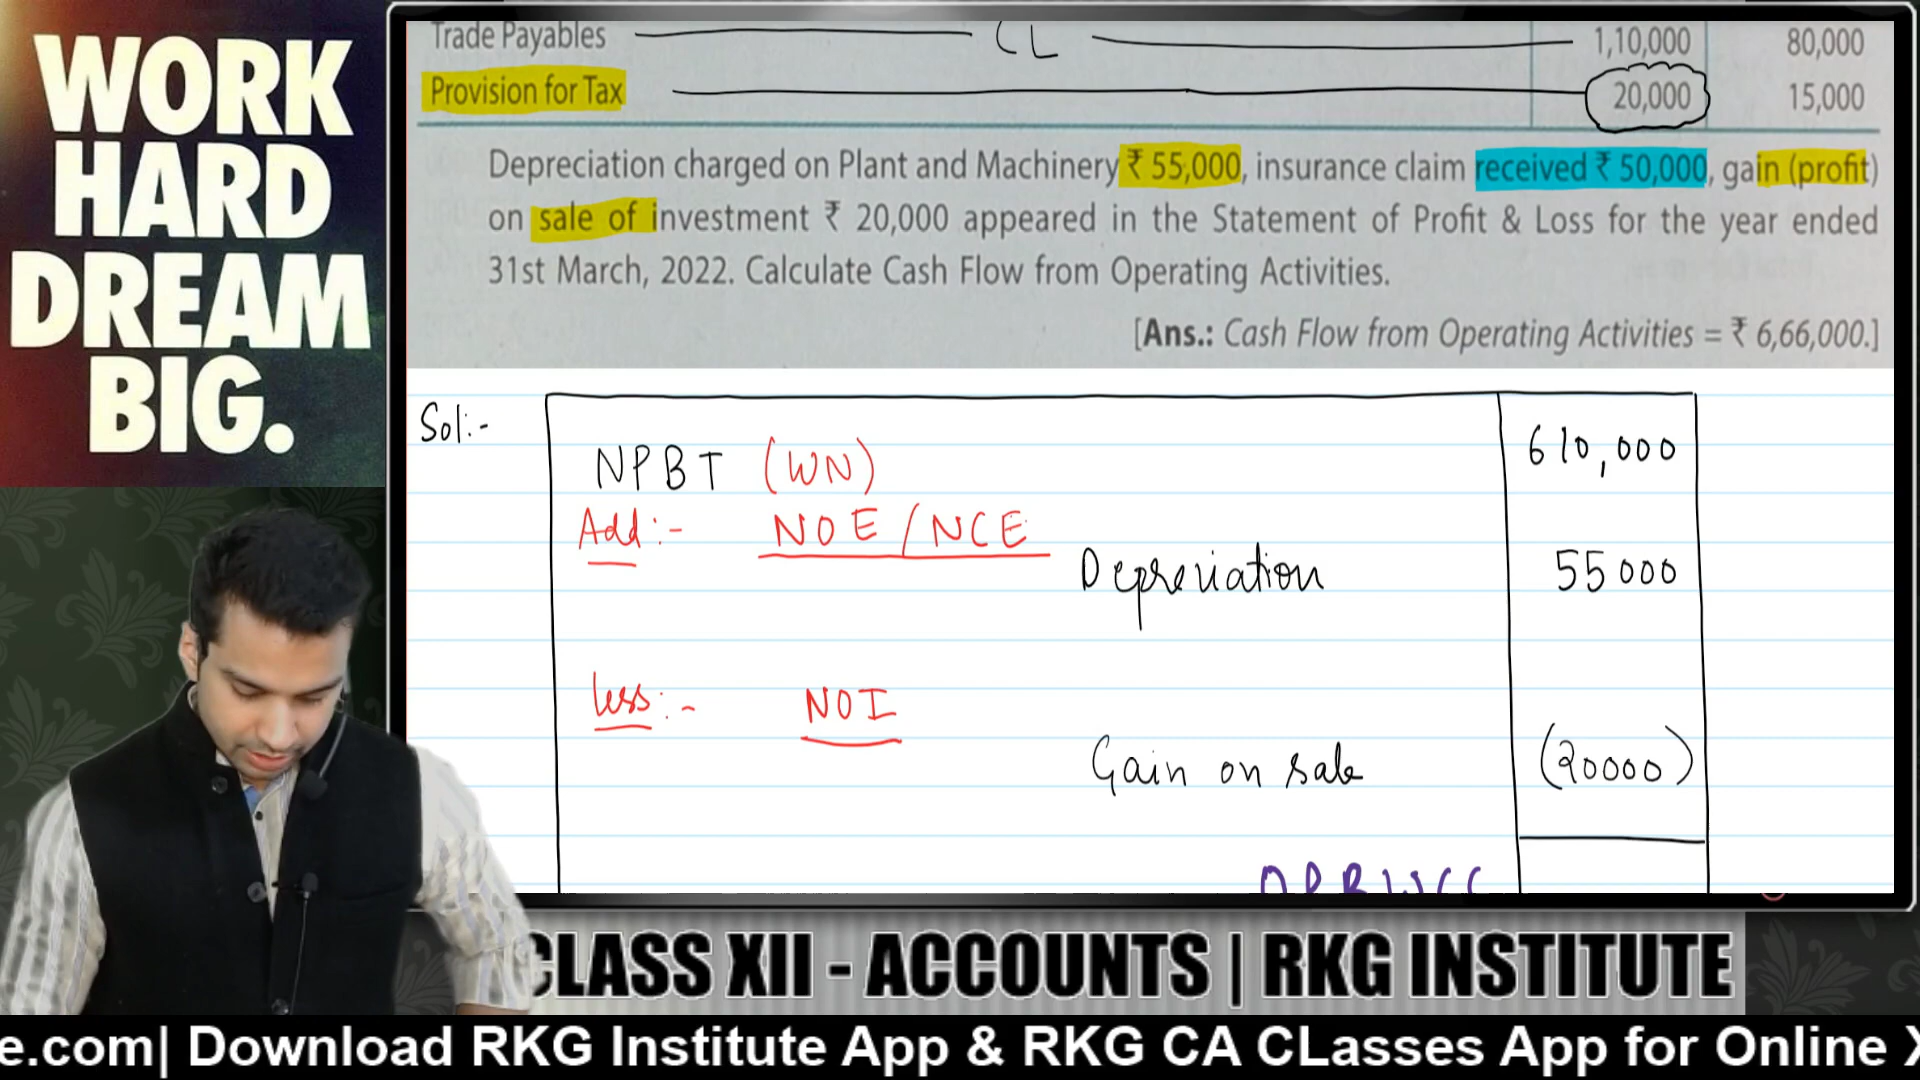 WORK
HARD
DREAM
BIG.
Trade Payables CL 1,10,000 80,000
Provision for Tax 20,000 15,000
Depreciation charged on Plant and Machinery ₹ 55,000, insurance claim received ₹ 50,000, gain (profit)
on sale of investment ₹ 20,000 appeared in the Statement of Profit & Loss for the year ended
31st March, 2022. Calculate Cash Flow from Operating Activities.
[Ans.: Cash Flow from Operating Activities = ₹ 6,66,000.]
Sol:-
NPBT (WN) 610,000
Add:- NOE/NCE
Depreciation 55000
Less:- NOI
Gain on sale (20000)
CLASS XII - ACCOUNTS | RKG INSTITUTE
e.com| Download RKG Institute App & RKG CA CLasses App for Online